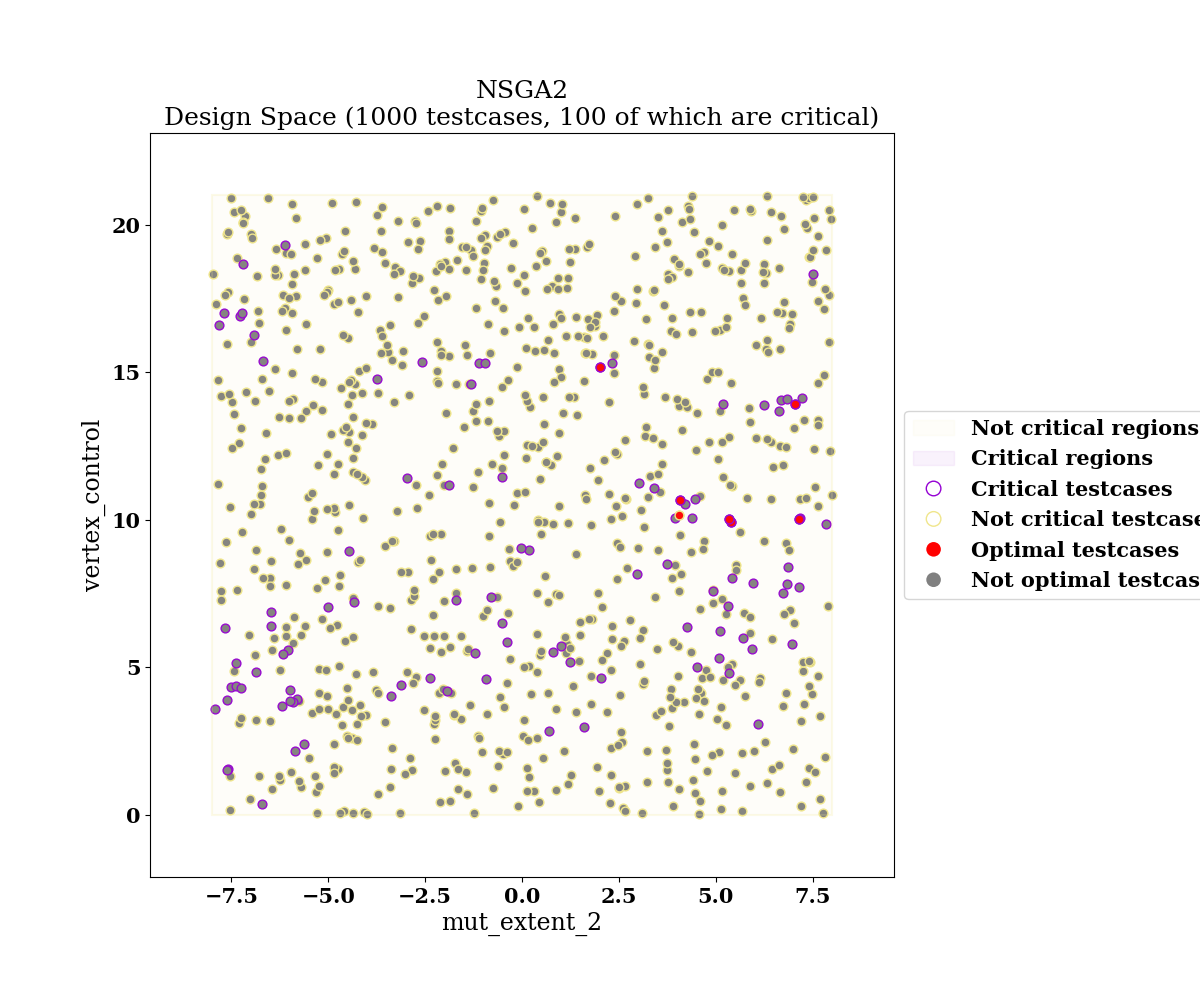 NSGA2
Design Space (1000 testcases, 100 of which are critical)
20
15
10
5
0
vertex_control
−7.5
−5.0
−2.5
0.0
2.5
5.0
7.5
mut_extent_2
Not critical regions
Critical regions
Critical testcases
Not critical testcase
Optimal testcases
Not optimal testcas